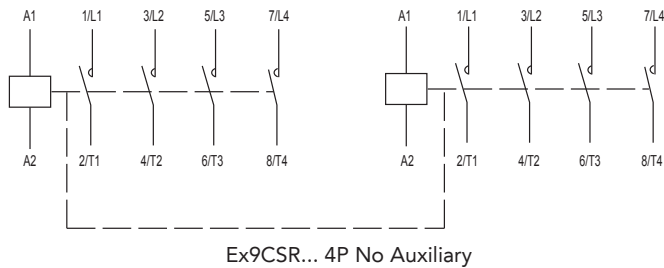 A1 1/L1 3/L2 5/L3 7/L4 A1 1/L1 3/L2 5/L3 7/L4
A2 2/T1 4/T2 6/T3 8/T4 A2 2/T1 4/T2 6/T3 8/T4
Ex9CSR... 4P No Auxiliary